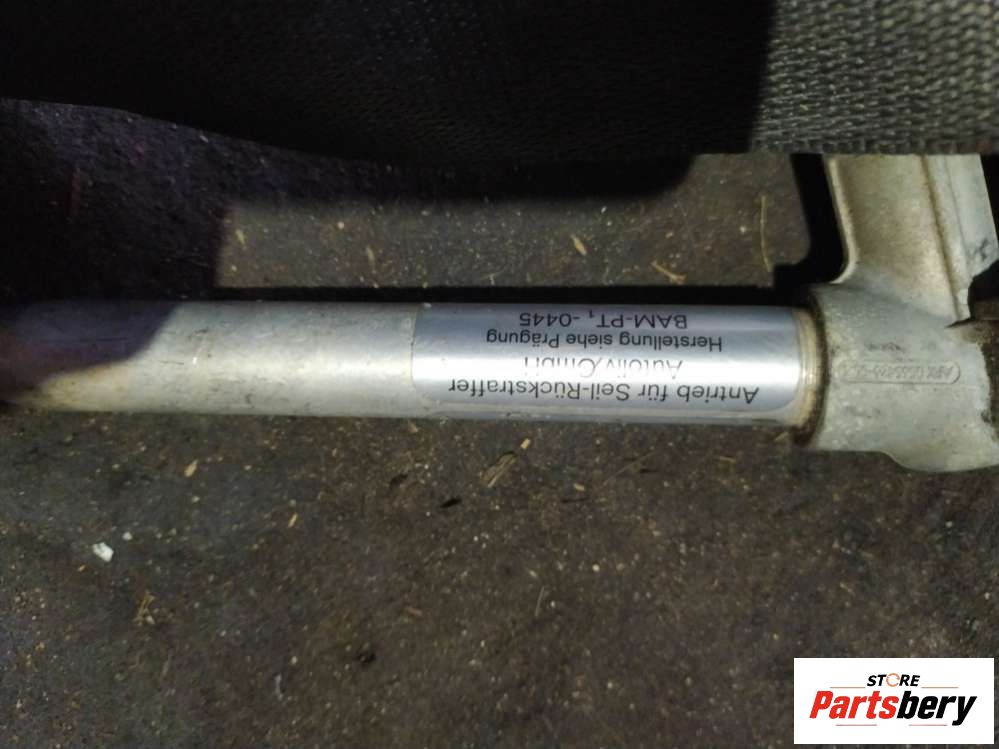 Antrieb für Seil-Rückstraffer
Autoliv GmbH
Herstellung siehe Prägung
BAM-PT₁-0445
STORE
Partsbery